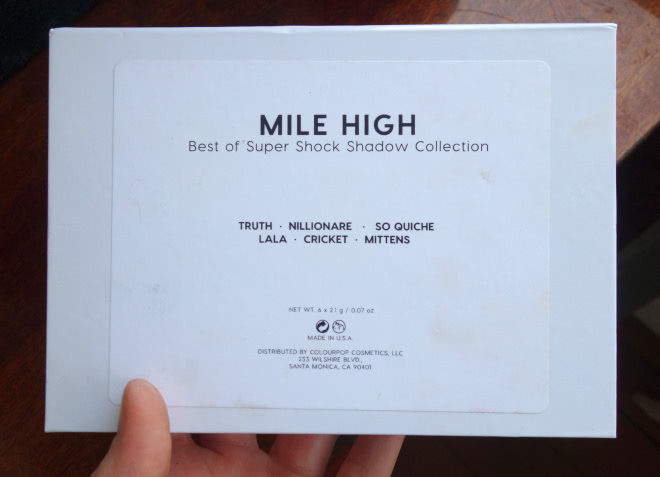 MILE HIGH
Best of Super Shock Shadow Collection
TRUTH · NILLIONARE · SO QUICHE
LALA · CRICKET · MITTENS
NET WT. 6 x 2.1 g / 0.07 oz
MADE IN U.S.A.
DISTRIBUTED BY COLOURPOP COSMETICS, LLC
233 WILSHIRE BLVD.,
SANTA MONICA, CA 90401